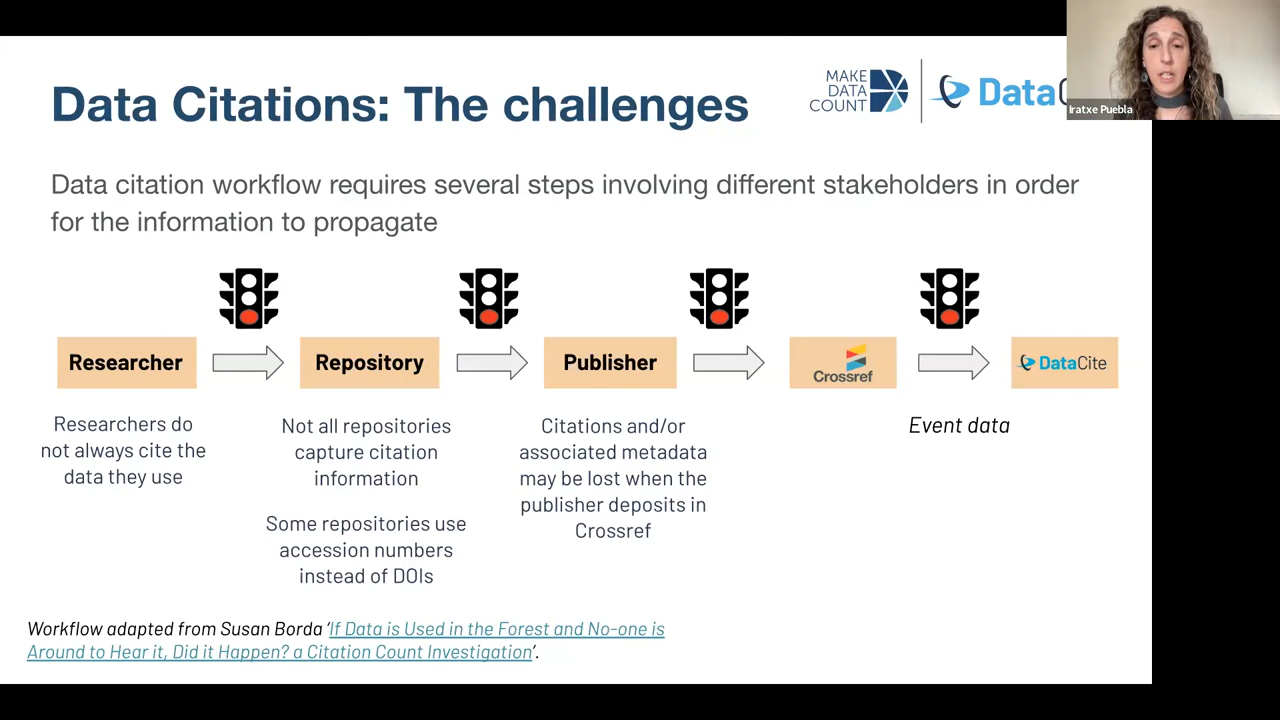 Data Citations: The challenges
MAKE
DATA
COUNT
Iratxe Puebla
Data citation workflow requires several steps involving different stakeholders in order
for the information to propagate
Researcher
Repository
Publisher
Crossref
DataCite
Researchers do
not always cite the
data they use
Not all repositories
capture citation
information
Some repositories use
accession numbers
instead of DOIs
Citations and/or
associated metadata
may be lost when the
publisher deposits in
Crossref
Event data
Workflow adapted from Susan Borda ‘If Data is Used in the Forest and No-one is
Around to Hear it, Did it Happen? a Citation Count Investigation’.